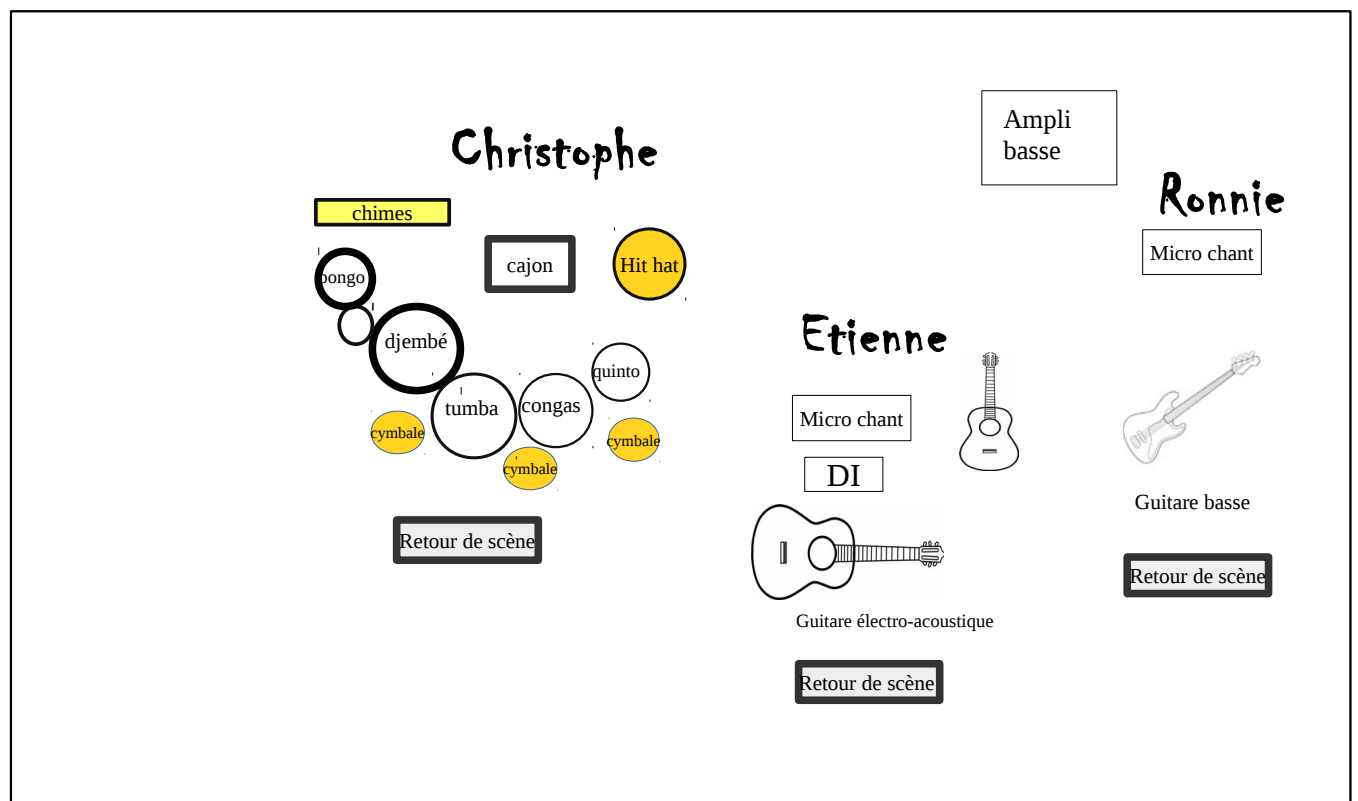 Ampli
basse
Christophe
Ronnie
chimes
Micro chant
cajon
Hit hat
bongo
djembé
Etienne
quinto
tumba
congas
Micro chant
cymbale
cymbale
cymbale
DI
Guitare basse
Retour de scène
Retour de scène
Guitare électro-acoustique
Retour de scène